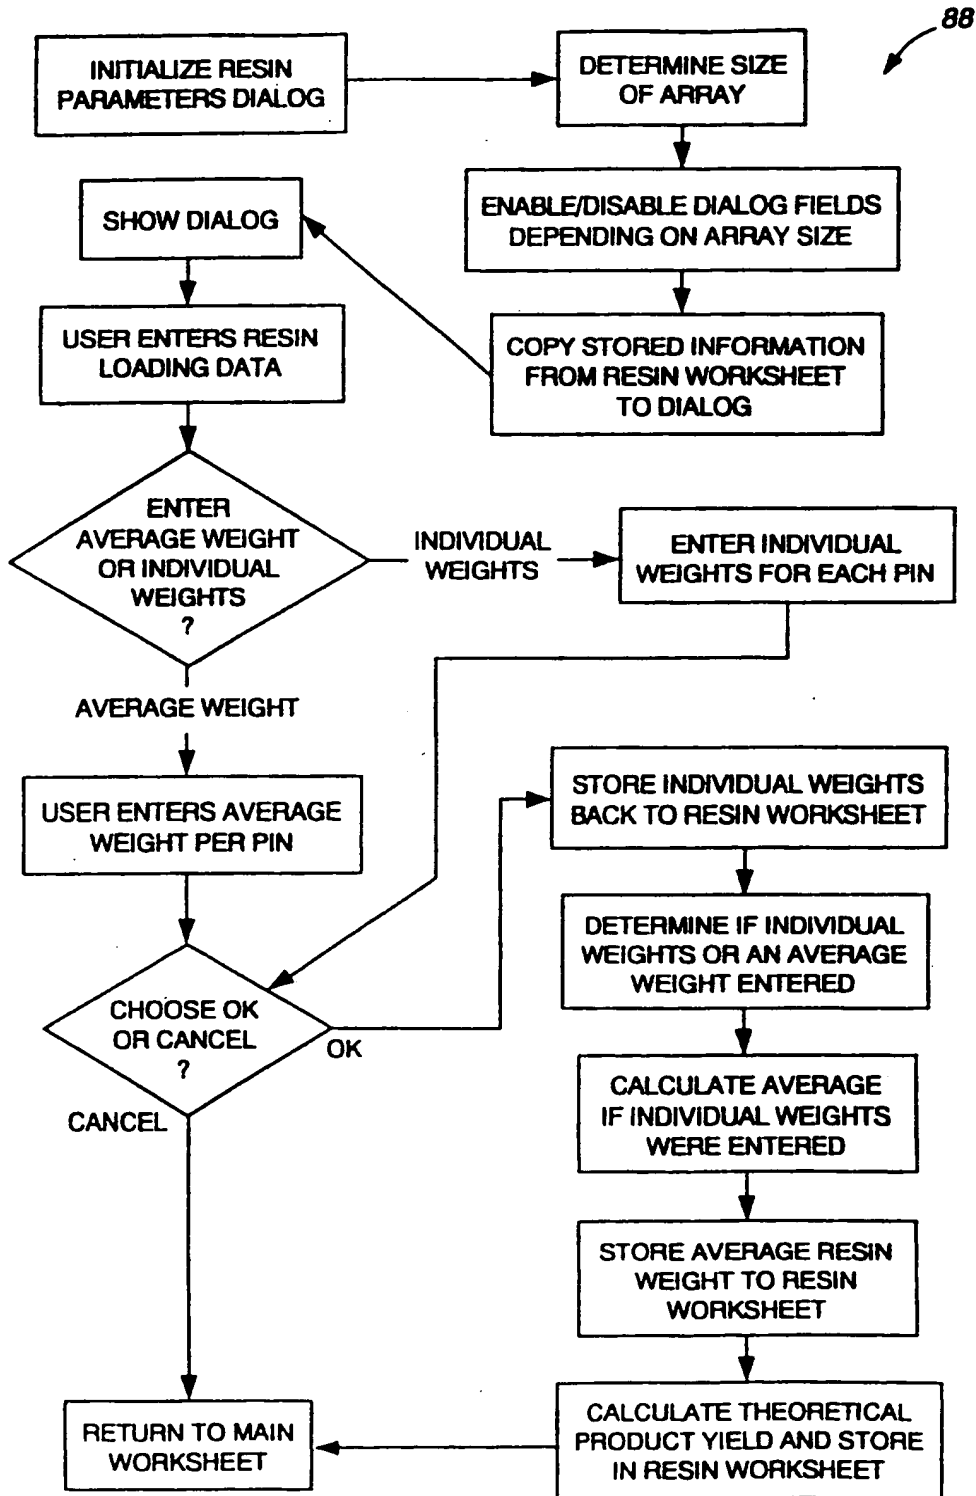 88
INITIALIZE RESIN
PARAMETERS DIALOG
DETERMINE SIZE
OF ARRAY
ENABLE/DISABLE DIALOG FIELDS
DEPENDING ON ARRAY SIZE
COPY STORED INFORMATION
FROM RESIN WORKSHEET
TO DIALOG
SHOW DIALOG
USER ENTERS RESIN
LOADING DATA
ENTER
AVERAGE WEIGHT
OR INDIVIDUAL
WEIGHTS
?
INDIVIDUAL
WEIGHTS
ENTER INDIVIDUAL
WEIGHTS FOR EACH PIN
AVERAGE WEIGHT
USER ENTERS AVERAGE
WEIGHT PER PIN
CHOOSE OK
OR CANCEL
?
OK
CANCEL
STORE INDIVIDUAL WEIGHTS
BACK TO RESIN WORKSHEET
DETERMINE IF INDIVIDUAL
WEIGHTS OR AN AVERAGE
WEIGHT ENTERED
CALCULATE AVERAGE
IF INDIVIDUAL WEIGHTS
WERE ENTERED
STORE AVERAGE RESIN
WEIGHT TO RESIN
WORKSHEET
CALCULATE THEORETICAL
PRODUCT YIELD AND STORE
IN RESIN WORKSHEET
RETURN TO MAIN
WORKSHEET